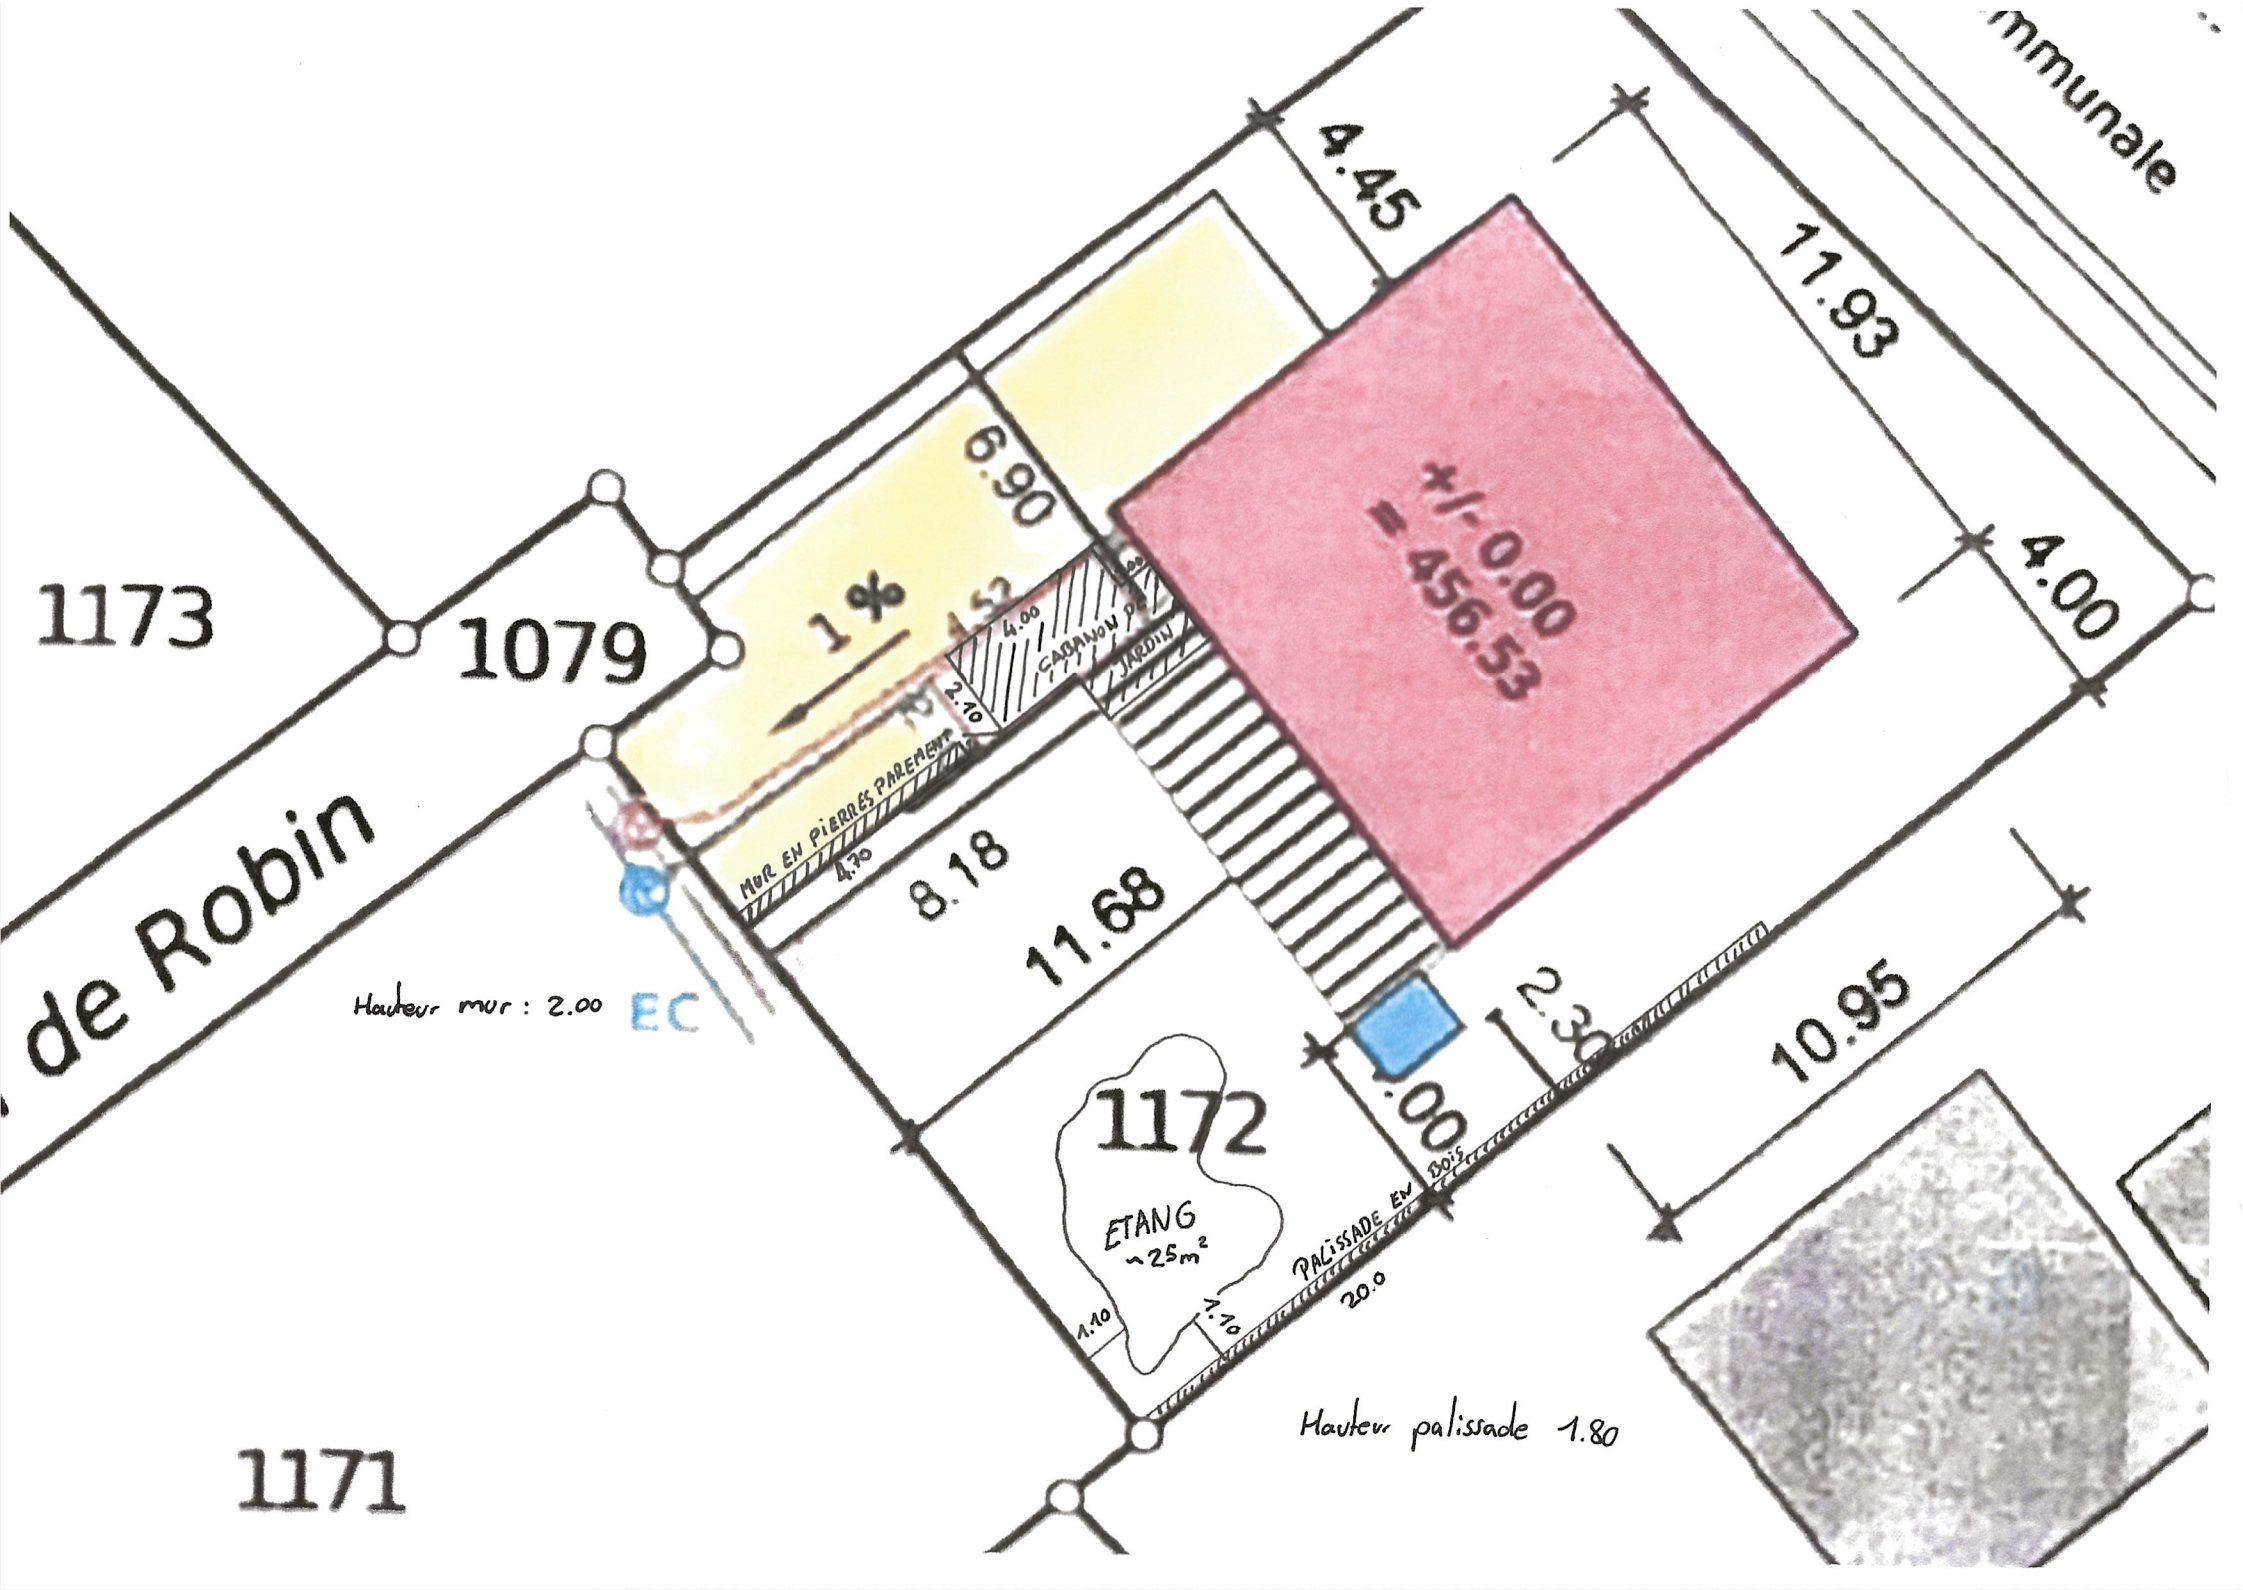 mmunale
4.45
11.93
4.00
6.90
+/- 0.00
= 456.53
1173
1079
1 %
4.52
4.00
CABANON DE
JARDIN
2.10
MUR EN PIERRES PAREMENT
4.70
8.18
11.68
de Robin
Hauteur mur : 2.00
EC
2.30
10.95
.00
1172
ETANG
~25m²
PALISSADE EN BOIS
20.0
1.10
1.10
Hauteur palissade 1.80
1171